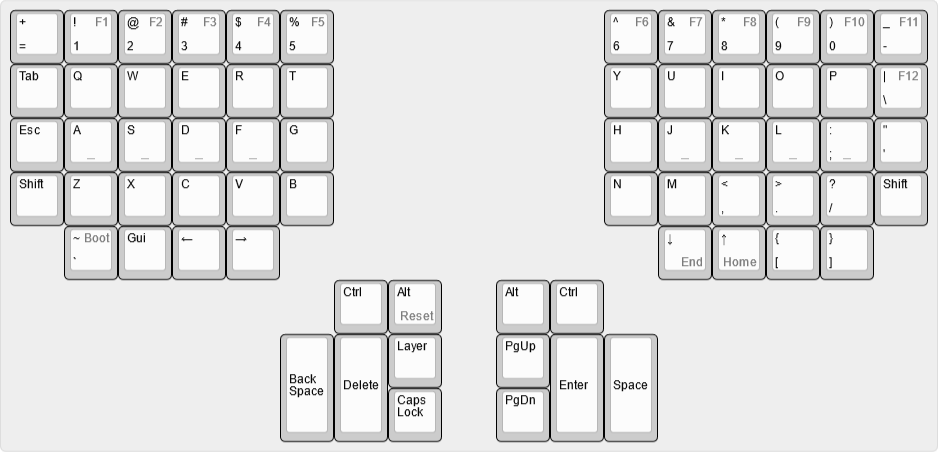 + ! F1 @ F2 # F3 $ F4 % F5 ^ F6 & F7 * F8 ( F9 ) F10 _ F11
= 1 2 3 4 5 6 7 8 9 0 -
Tab Q W E R T Y U I O P | F12
\
Esc A S D F G H J K L : "
_ _ _ _ _ _ _ ; _ '
Shift Z X C V B N M < > ? Shift
, . /
~ Boot Gui ← → ↓ ↑ { }
` End Home [ ]
Ctrl Alt Alt Ctrl
Reset
Layer PgUp
Back
Space Delete Enter Space
Caps
Lock PgDn